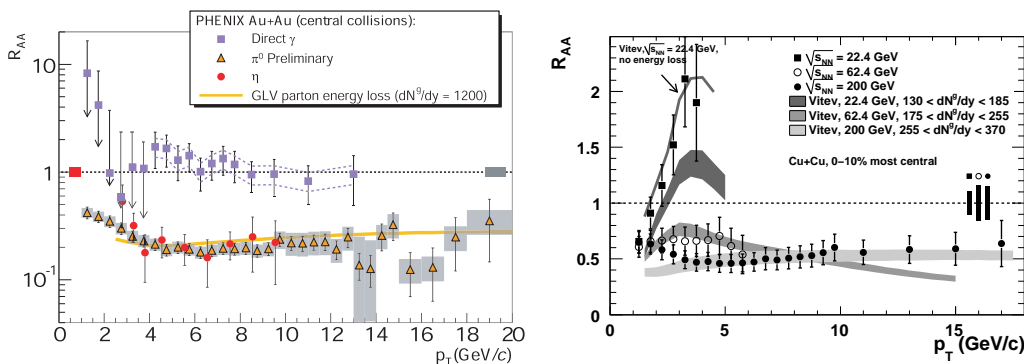 PHENIX Au+Au (central collisions):
Direct γ
π⁰ Preliminary
η
GLV parton energy loss (dNᵍ/dy = 1200)
R_AA
10
1
10⁻¹
0 2 4 6 8 10 12 14 16 18 20
p_T (GeV/c)
Vitev, √s_NN = 22.4 GeV,
no energy loss
√s_NN = 22.4 GeV
√s_NN = 62.4 GeV
√s_NN = 200 GeV
Vitev, 22.4 GeV, 130 < dNᵍ/dy < 185
Vitev, 62.4 GeV, 175 < dNᵍ/dy < 255
Vitev, 200 GeV, 255 < dNᵍ/dy < 370
Cu+Cu, 0-10% most central
R_AA
2
1.5
1
0.5
0
0 5 10 15
p_T (GeV/c)